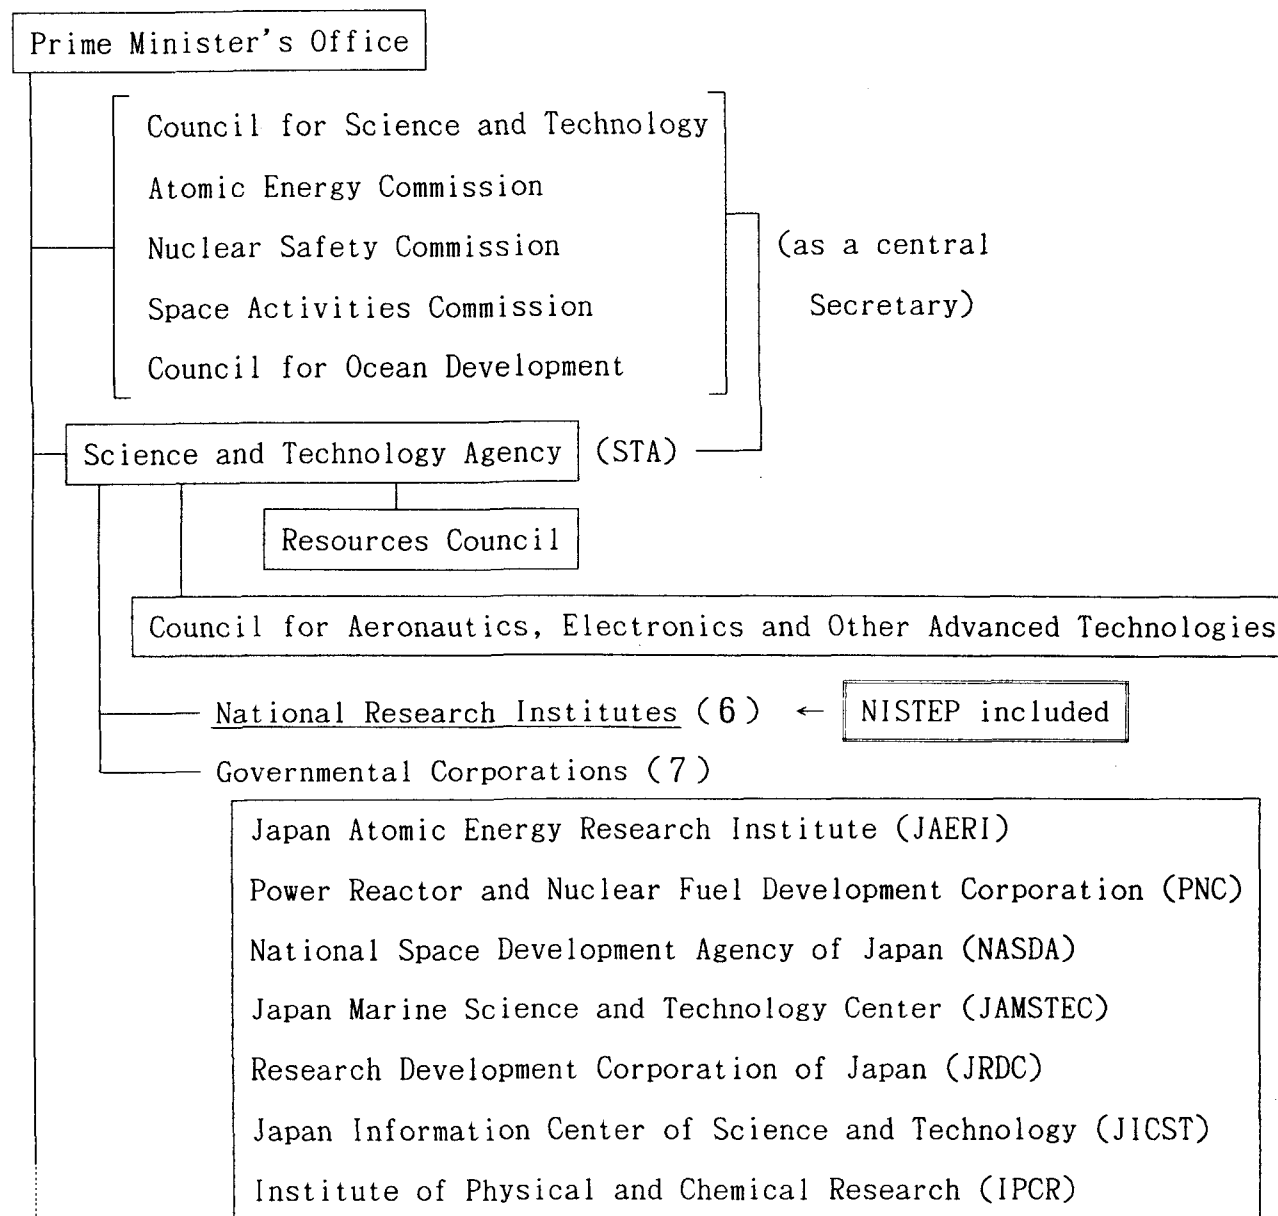 Prime Minister's Office
Council for Science and Technology
Atomic Energy Commission
Nuclear Safety Commission
Space Activities Commission
Council for Ocean Development
(as a central
Secretary)
Science and Technology Agency (STA)
Resources Council
Council for Aeronautics, Electronics and Other Advanced Technologies
National Research Institutes (6) ← NISTEP included
Governmental Corporations (7)
Japan Atomic Energy Research Institute (JAERI)
Power Reactor and Nuclear Fuel Development Corporation (PNC)
National Space Development Agency of Japan (NASDA)
Japan Marine Science and Technology Center (JAMSTEC)
Research Development Corporation of Japan (JRDC)
Japan Information Center of Science and Technology (JICST)
Institute of Physical and Chemical Research (IPCR)